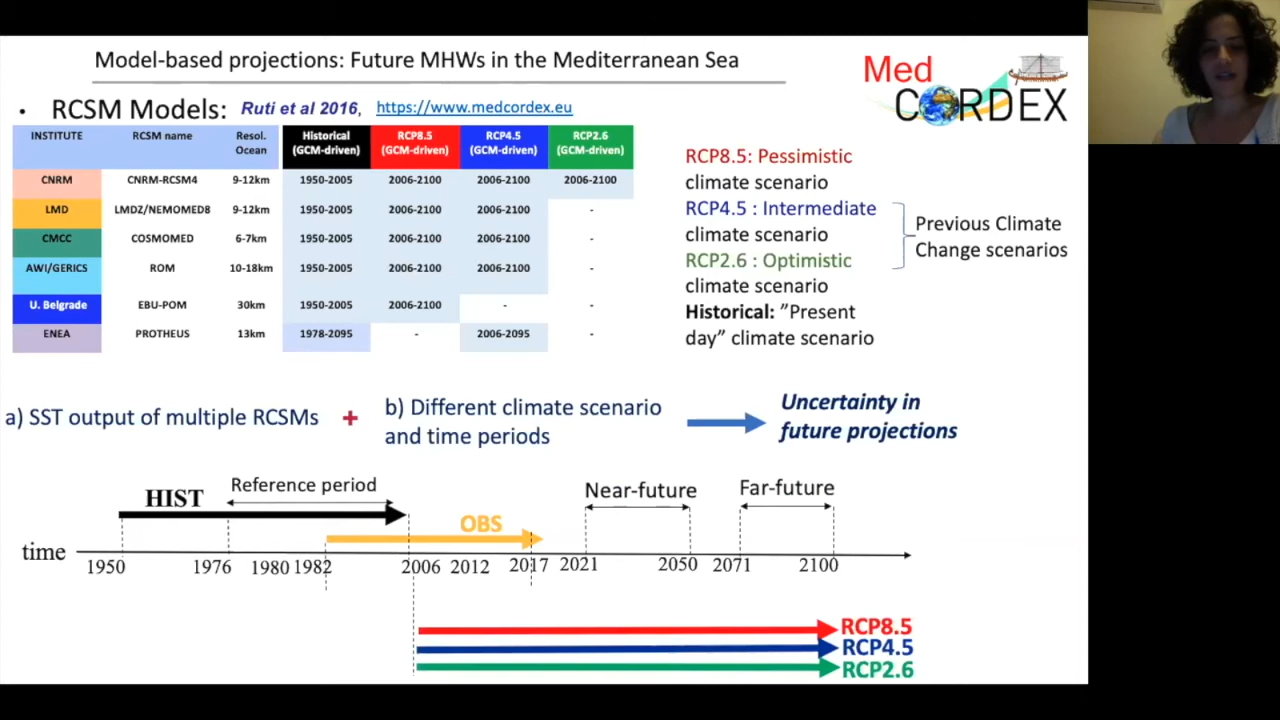 Model-based projections: Future MHWs in the Mediterranean Sea
Med
CORDEX
• RCSM Models: Ruti et al 2016, https://www.medcordex.eu
INSTITUTE RCSM name Resol. Ocean Historical (GCM-driven) RCP8.5 (GCM-driven) RCP4.5 (GCM-driven) RCP2.6 (GCM-driven)
CNRM CNRM-RCSM4 9-12km 1950-2005 2006-2100 2006-2100 2006-2100
LMD LMDZ/NEMOMED8 9-12km 1950-2005 2006-2100 2006-2100 -
CMCC COSMOMED 6-7km 1950-2005 2006-2100 2006-2100 -
AWI/GERICS ROM 10-18km 1950-2005 2006-2100 2006-2100 -
U. Belgrade EBU-POM 30km 1950-2005 2006-2100 - -
ENEA PROTHEUS 13km 1978-2095 - 2006-2095 -
RCP8.5: Pessimistic
climate scenario
RCP4.5 : Intermediate
climate scenario
RCP2.6 : Optimistic
climate scenario
Historical: ”Present
day” climate scenario
Previous Climate
Change scenarios
a) SST output of multiple RCSMs + b) Different climate scenario
and time periods
Uncertainty in
future projections
HIST
Reference period
OBS
Near-future
Far-future
time
1950 1976 1980 1982 2006 2012 2017 2021 2050 2071 2100
RCP8.5
RCP4.5
RCP2.6